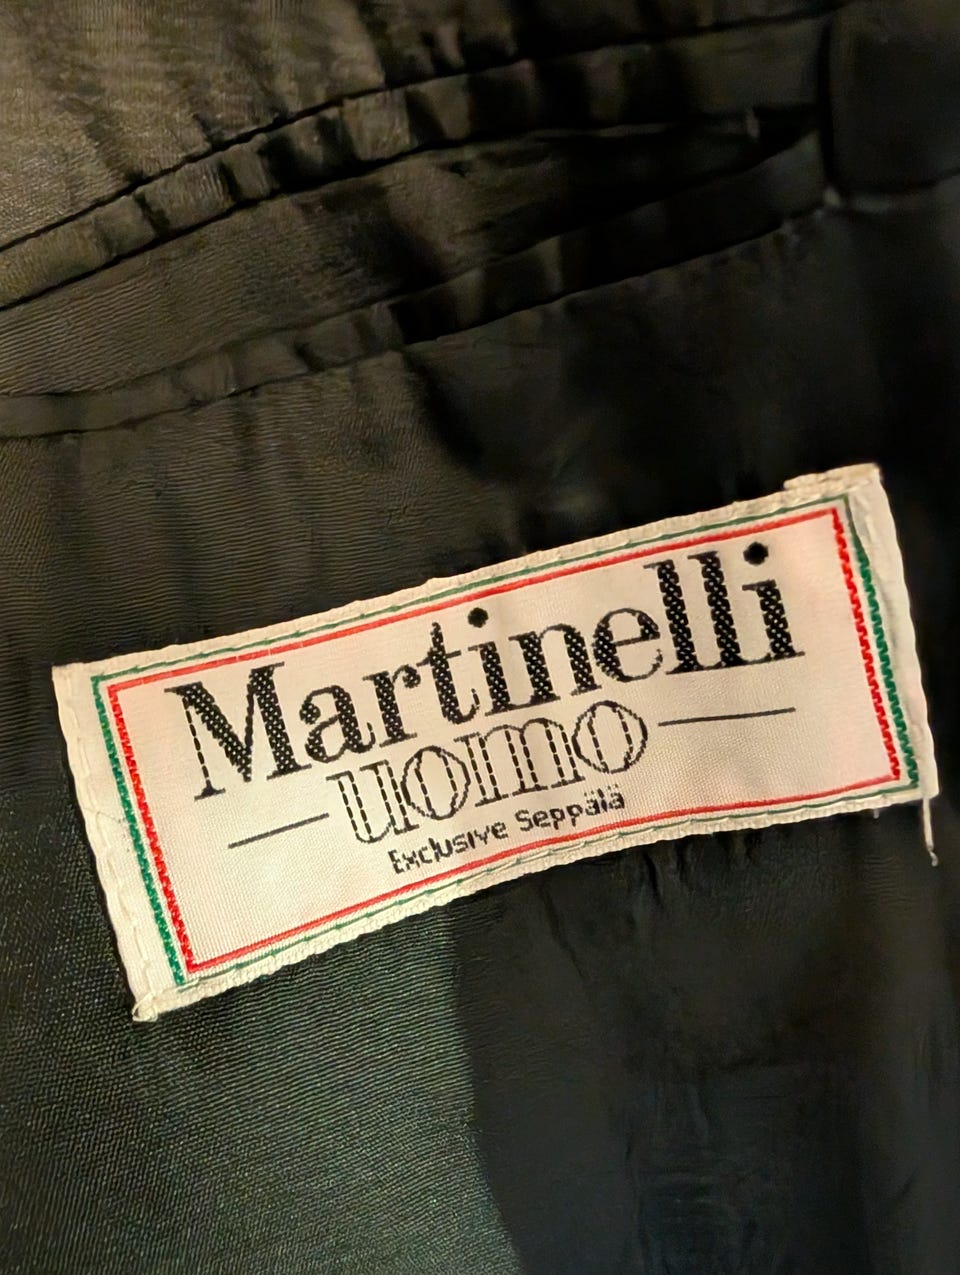 Martinelli
uomo
Exclusive Seppälä